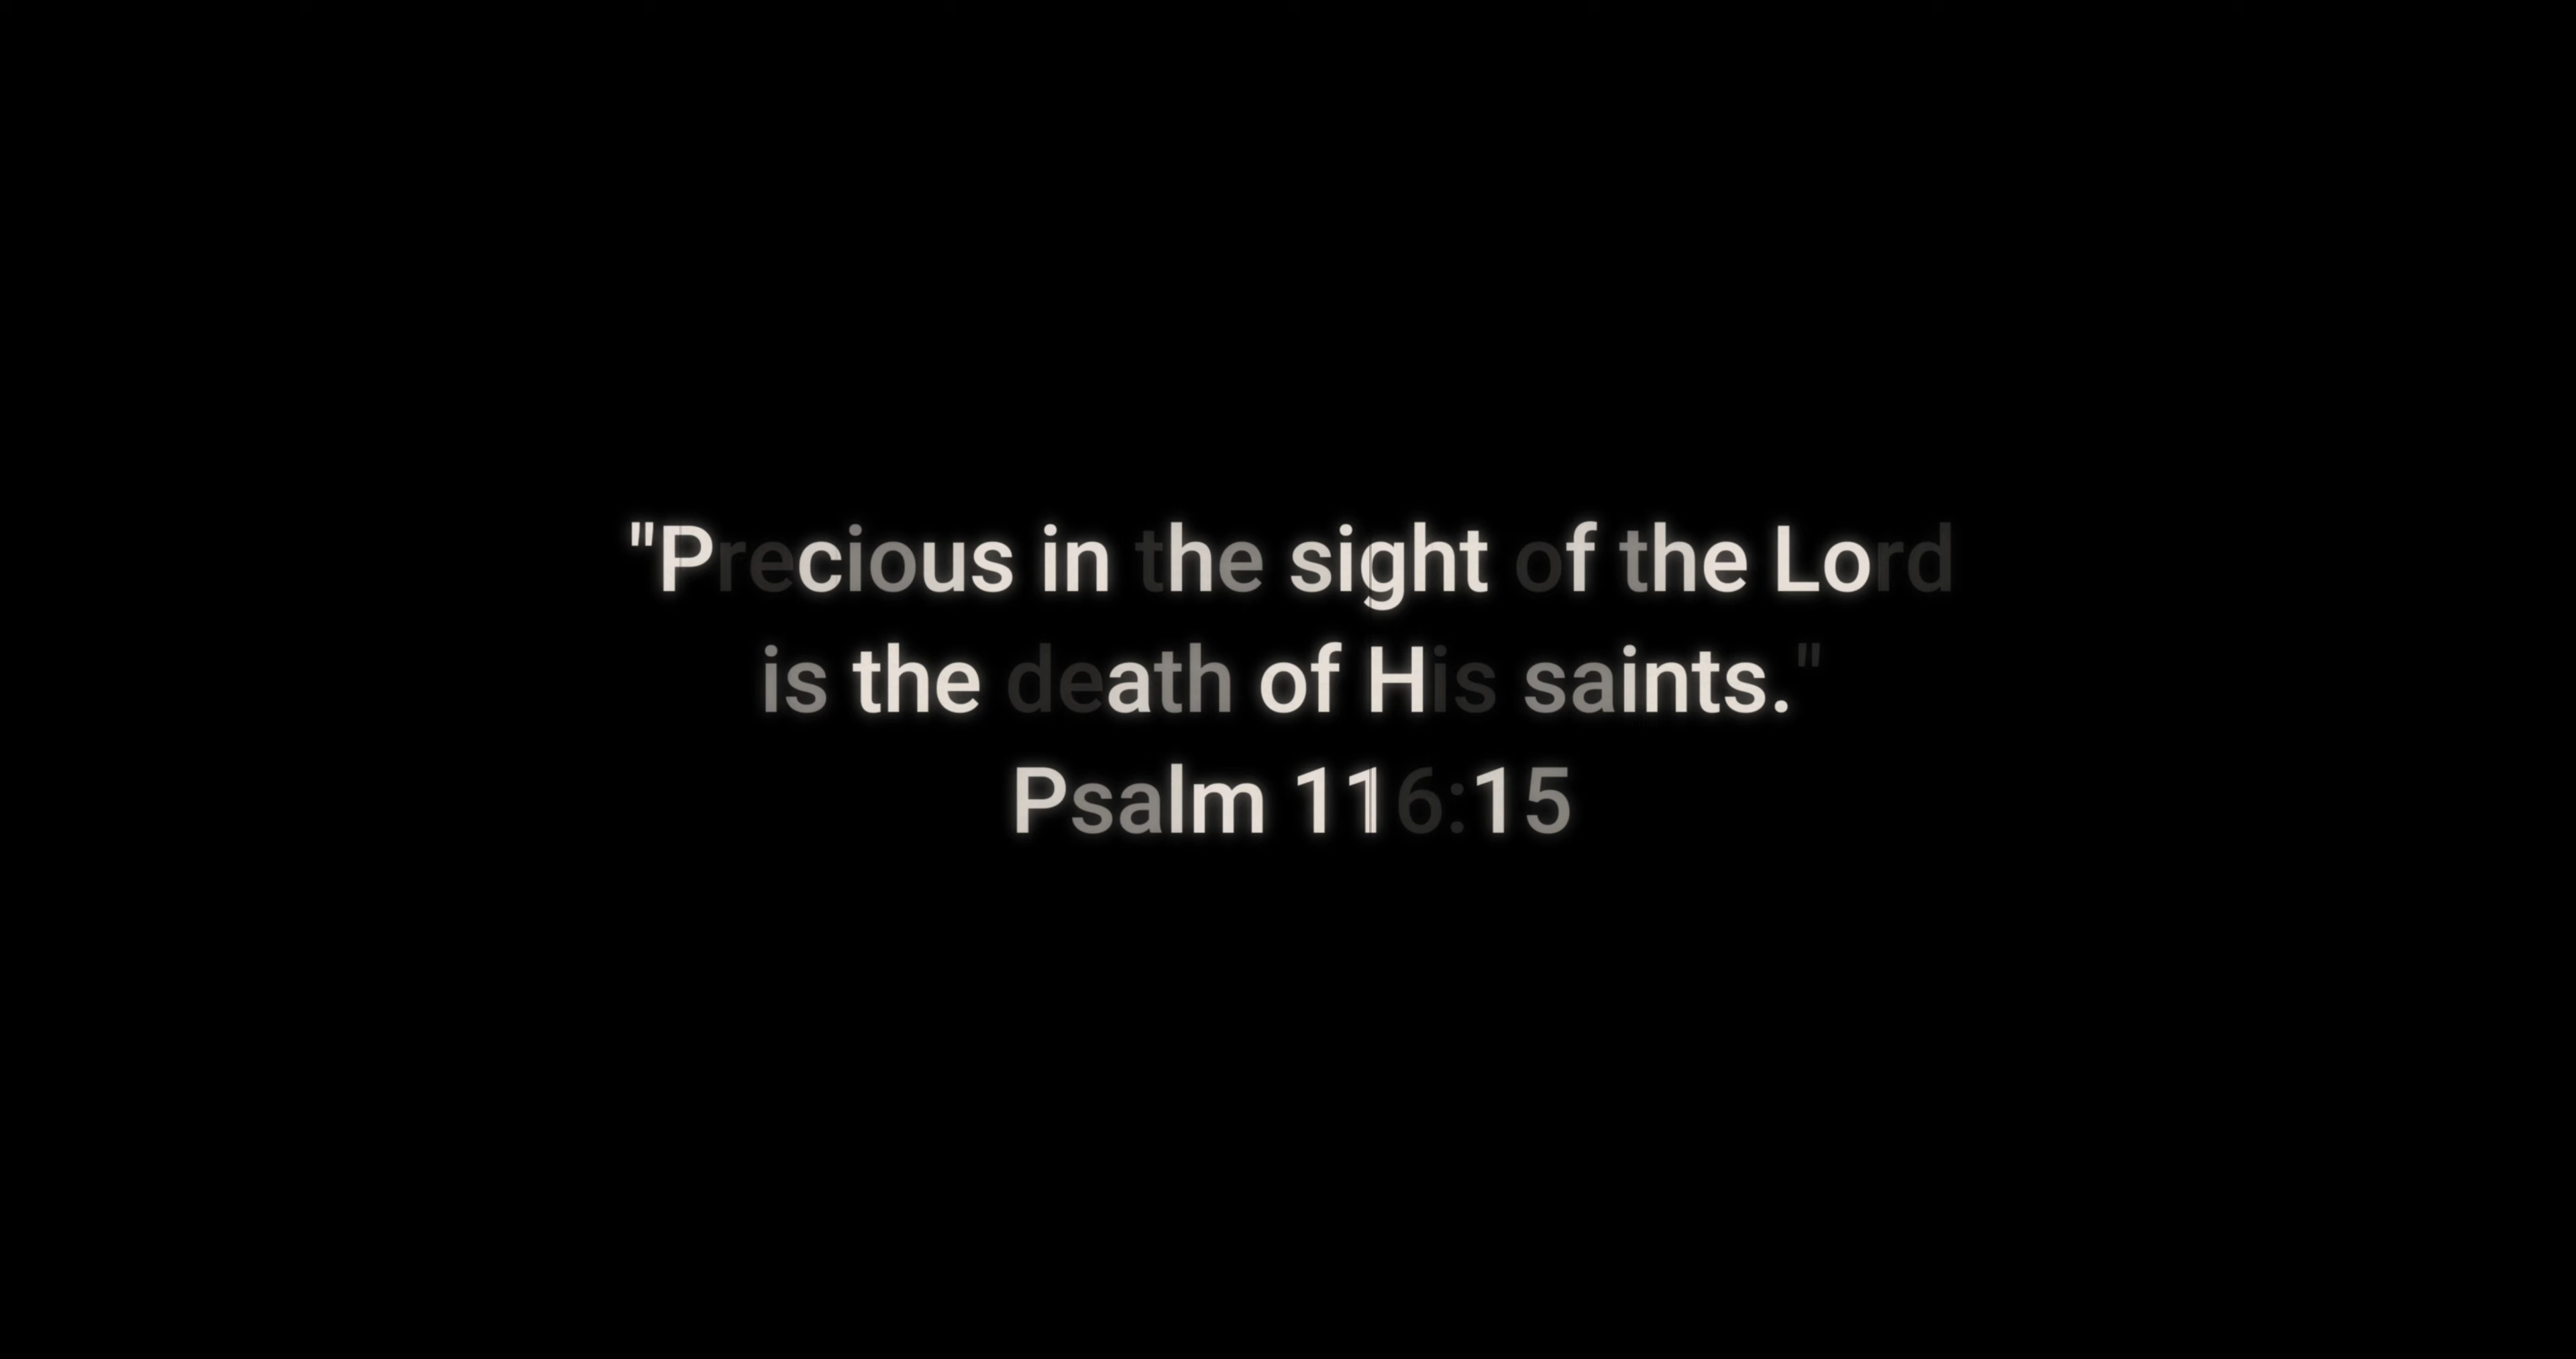 "Precious in the sight of the Lord
is the death of His saints."
Psalm 116:15